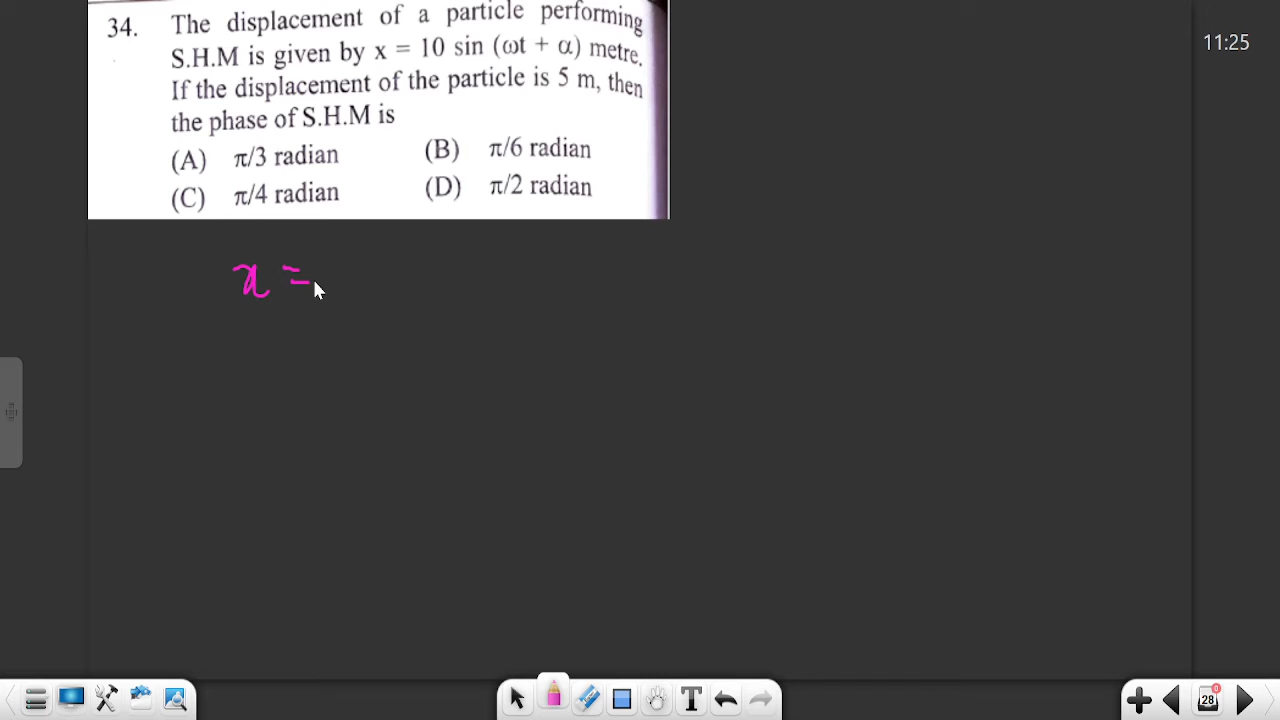 34. The displacement of a particle performing
S.H.M is given by x = 10 sin (ωt + α) metre.
If the displacement of the particle is 5 m, then
the phase of S.H.M is
(A) π/3 radian (B) π/6 radian
(C) π/4 radian (D) π/2 radian
x =
11:25
T
28
0